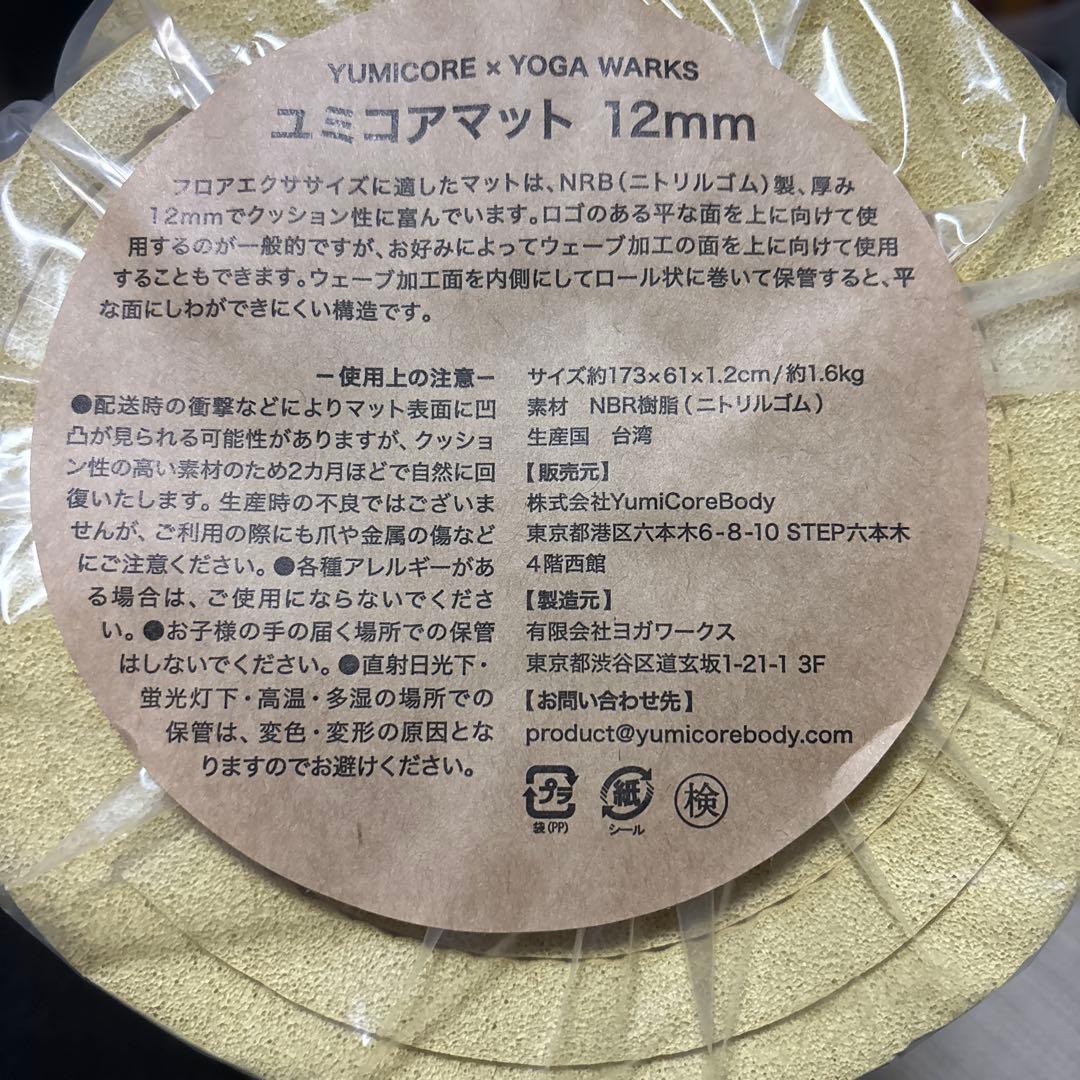 YUMICORE × YOGA WARKS
ユミコアマット 12mm
フロアエクササイズに適したマットは、NRB(ニトリルゴム)製、厚み
12mmでクッション性に富んでいます。ロゴのある平な面を上に向けて使
用するのが一般的ですが、お好みによってウェーブ加工の面を上に向けて使用
することもできます。ウェーブ加工面を内側にしてロール状に巻いて保管すると、平
な面にしわができにくい構造です。
ー使用上の注意ー
●配送時の衝撃などによりマット表面に凹
凸が見られる可能性がありますが、クッショ
ン性の高い素材のため2カ月ほどで自然に回
復いたします。生産時の不良ではございま
せんが、ご利用の際にも爪や金属の傷など
にご注意ください。●各種アレルギーがあ
る場合は、ご使用にならないでくださ
い。●お子様の手の届く場所での保管
はしないでください。●直射日光下・
蛍光灯下・高温・多湿の場所での
保管は、変色・変形の原因とな
りますのでお避けください。
サイズ約173×61×1.2cm/約1.6kg
素材 NBR樹脂(ニトリルゴム)
生産国 台湾
【販売元】
株式会社YumiCoreBody
東京都港区六本木6-8-10 STEP六本木
4階西館
【製造元】
有限会社ヨガワークス
東京都渋谷区道玄坂1-21-1 3F
【お問い合わせ先】
product@yumicorebody.com
プラ 紙 検
袋(PP) シール